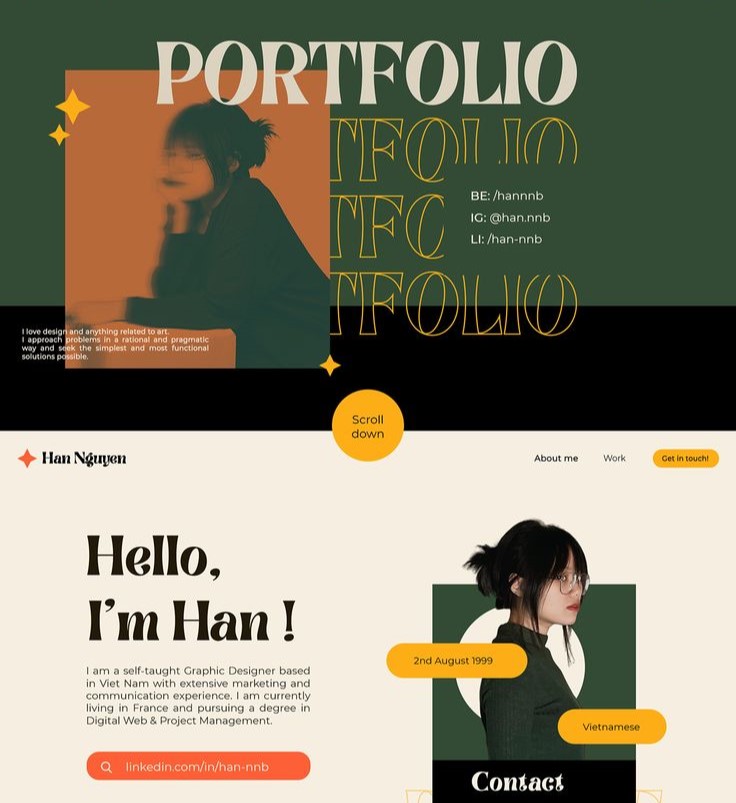 PORTFOLIO
TFOLIO
BE: /hannnb
IG: @han.nnb
TFO
LI: /han-nnb
TFOLIO
I love design and anything related to art.
I approach problems in a rational and pragmatic
way and seek the simplest and most functional
solutions possible.
Scroll
down
Han Nguyen
About me
Work
Get in touch!
Hello,
I'm Han !
I am a self-taught Graphic Designer based
in Viet Nam with extensive marketing and
communication experience. I am currently
living in France and pursuing a degree in
Digital Web & Project Management.
linkedin.com/in/han-nnb
2nd August 1999
Vietnamese
Contact